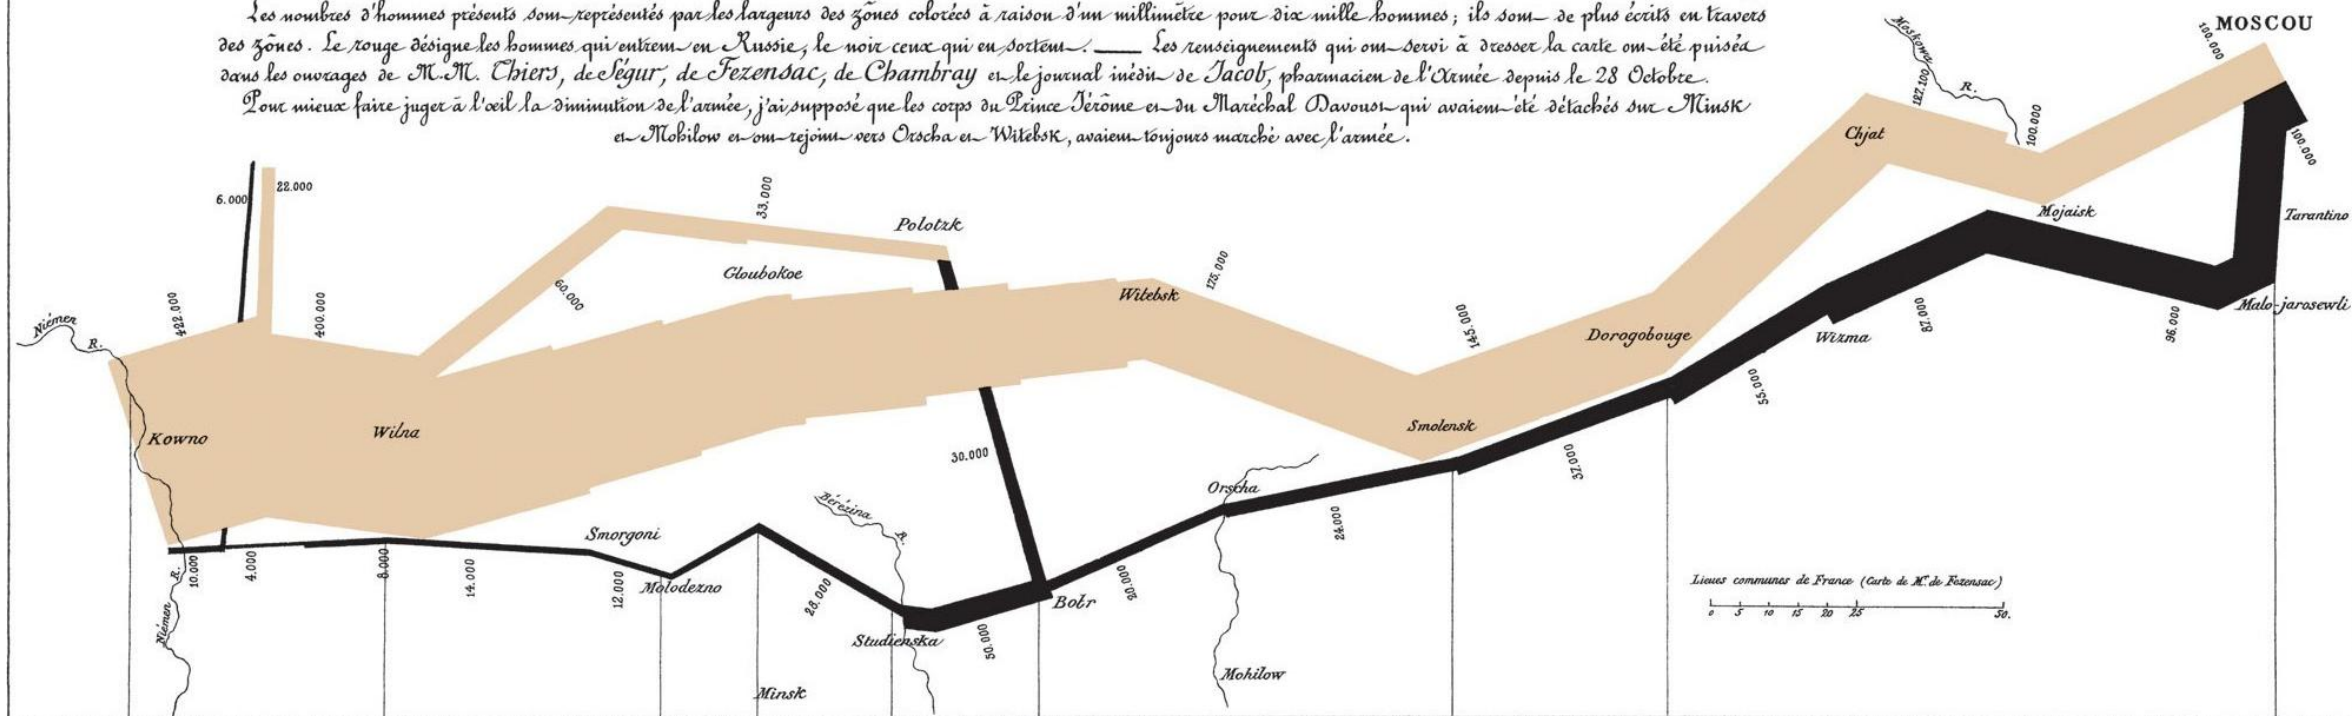 Les nombres d'hommes présents sont représentés par les largeurs des zônes colorées à raison d'un millimètre pour dix mille hommes; ils sont de plus écrits en travers
des zônes. Le rouge désigne les hommes qui entrent en Russie, le noir ceux qui en sortent. Les renseignements qui ont servi à dresser la carte ont été puisés
dans les ouvrages de M.M. Thiers, de Ségur, de Fezensac, de Chambray et le journal inédit de Jacob, pharmacien de l'Armée depuis le 28 Octobre.
Pour mieux faire juger à l'œil la diminution de l'armée, j'ai supposé que les corps du Prince Jérôme et du Maréchal Davoust qui avaient été détachés sur Minsk
et Mohilow et ont rejoint vers Orscha et Witebsk, avaient toujours marché avec l'armée.
MOSCOU
100.000
Moskowa R.
127.100
100.000
Chjat
100.000
6.000
22.000
33.000
Polotzk
Mojaisk
Tarantino
Gloubokoe
60.000
175.000
Witebsk
422.000
400.000
Niémen R.
145.000
Dorogobouge
Wizma
87.000
96.000
Malo-jarosewli
55.000
Kowno
Wilna
Smolensk
30.000
37.000
Orscha
24.000
Bérézina R.
Smorgoni
Molodezno
10.000
4.000
8.000
14.000
12.000
28.000
20.000
Botr
Studienska
50.000
Niémen R.
Lieues communes de France (Carte de M. de Fezensac)
0 5 10 15 20 25 50.
Mohilow
Minsk